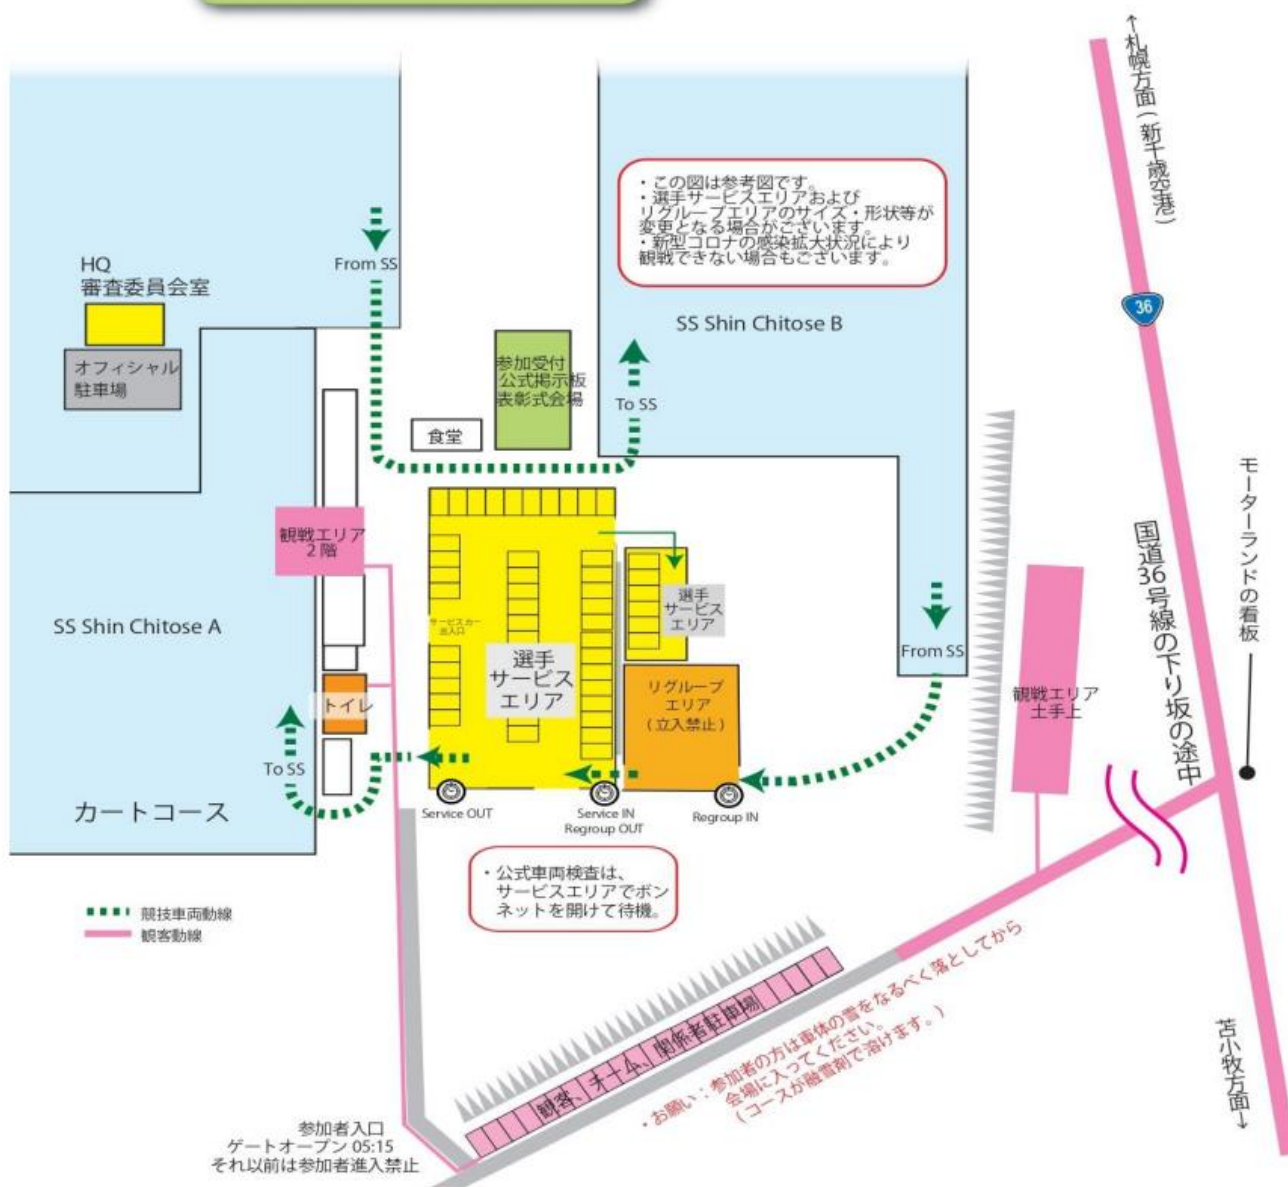 ↑札幌方面(新千歳空港)
・この図は参考図です。
・選手サービスエリアおよび
リグループエリアのサイズ・形状等が
変更となる場合がございます。
・新型コロナの感染拡大状況により
観戦できない場合もございます。
HQ
審査委員会室
From SS
36
SS Shin Chitose B
オフィシャル
駐車場
参加受付
公式掲示板
表彰式会場
To SS
食堂
モーターランドの看板
国道36号線の下り坂の途中
観戦エリア
2階
選手
サービス
エリア
サービスカー
出入口
SS Shin Chitose A
From SS
選手
サービス
エリア
リグループ
エリア
(立入禁止)
観戦エリア
土手上
トイレ
To SS
カートコース
Service OUT
Service IN
Regroup OUT
Regroup IN
・公式車両検査は、
サービスエリアでボン
ネットを開けて待機。
競技車両動線
観客動線
観客、チーム、関係者駐車場
・お願い：参加者の方は車体の雪をなるべく落としてから
会場に入ってください。
(コースが融雪剤で溶けます。)
苫小牧方面↓
参加者入口
ゲートオープン 05:15
それ以前は参加者進入禁止